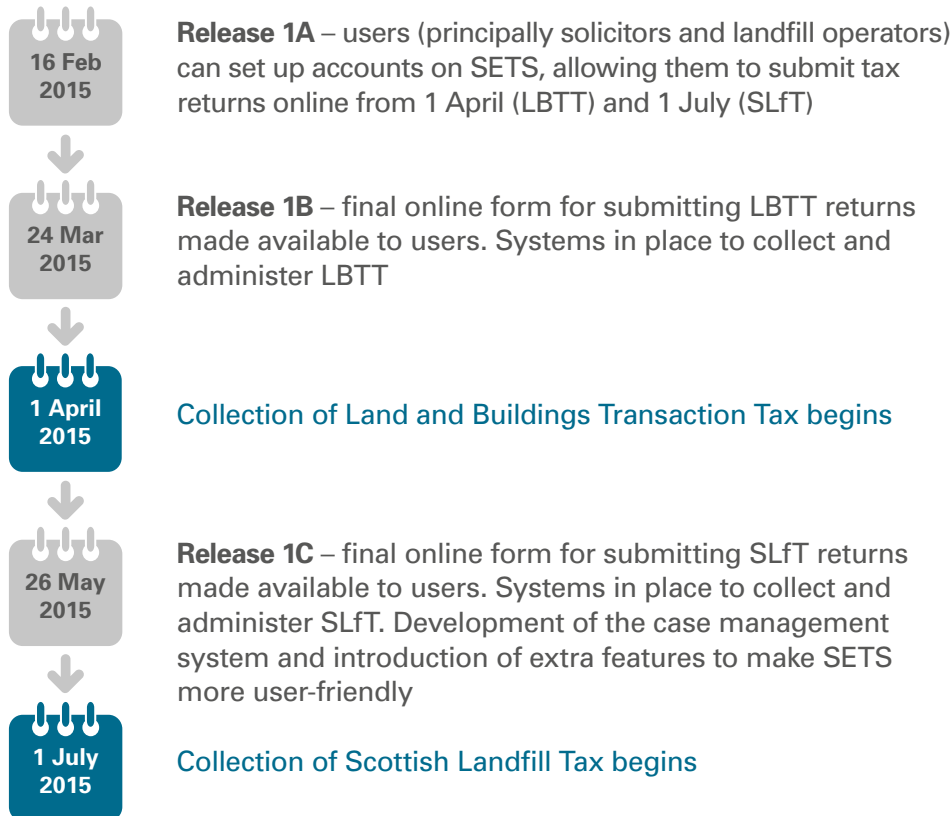 16 Feb
2015
Release 1A – users (principally solicitors and landfill operators)
can set up accounts on SETS, allowing them to submit tax
returns online from 1 April (LBTT) and 1 July (SLfT)
24 Mar
2015
Release 1B – final online form for submitting LBTT returns
made available to users. Systems in place to collect and
administer LBTT
1 April
2015
Collection of Land and Buildings Transaction Tax begins
26 May
2015
Release 1C – final online form for submitting SLfT returns
made available to users. Systems in place to collect and
administer SLfT. Development of the case management
system and introduction of extra features to make SETS
more user-friendly
1 July
2015
Collection of Scottish Landfill Tax begins